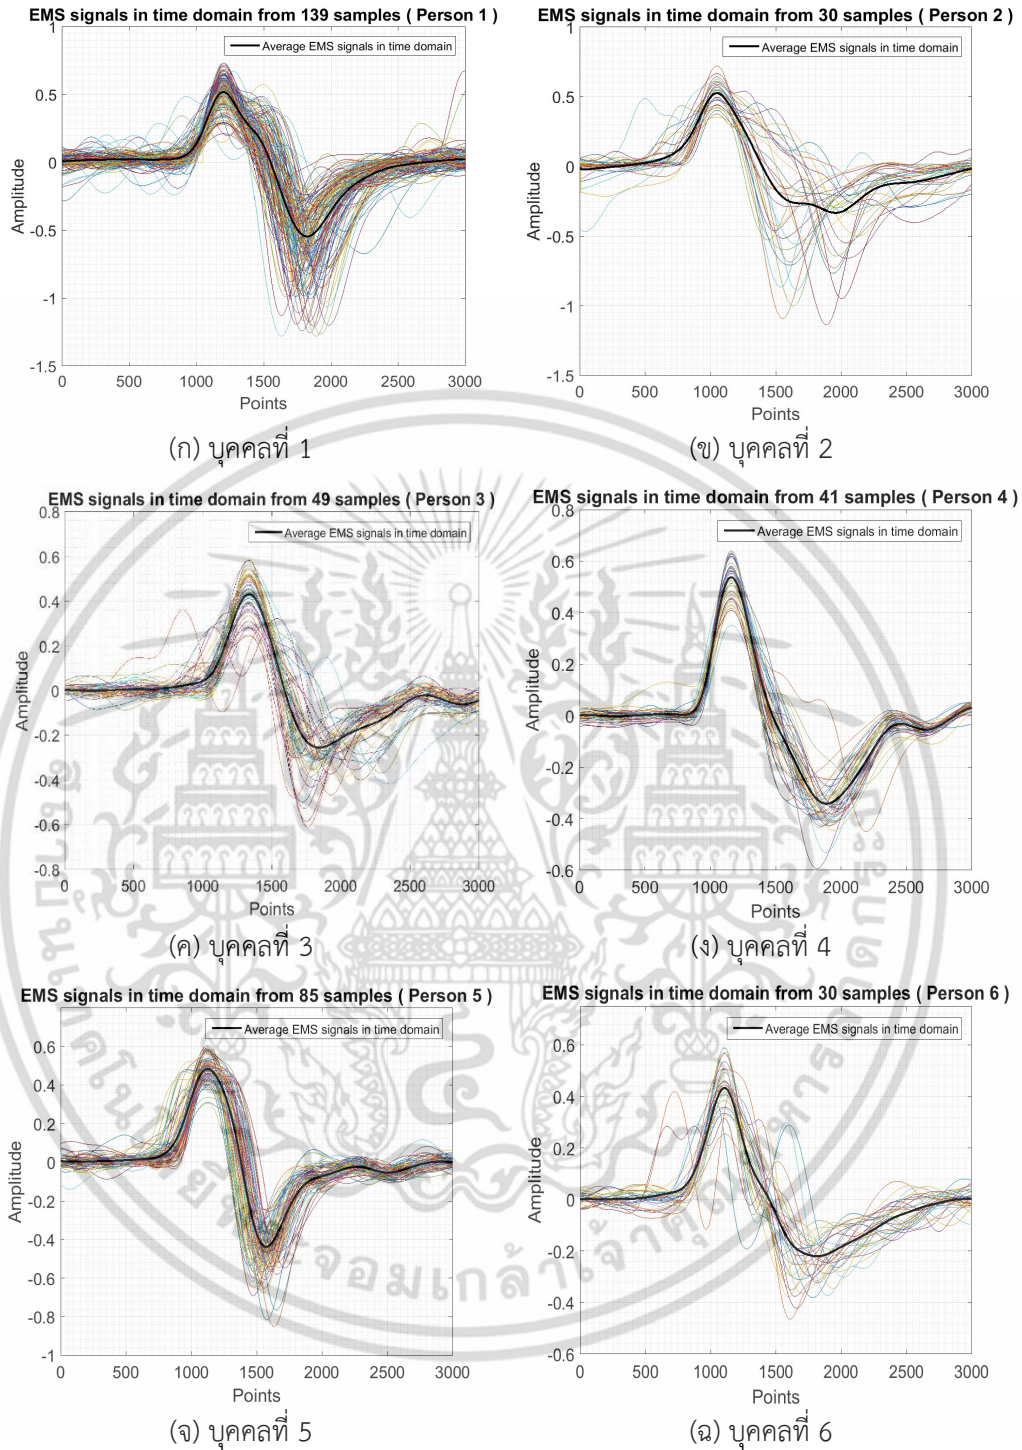 EMS signals in time domain from 139 samples ( Person 1 )
Average EMS signals in time domain
Amplitude
1
0.5
0
-0.5
-1
-1.5
0 500 1000 1500 2000 2500 3000
Points
(ก) บุคคลที่ 1
EMS signals in time domain from 30 samples ( Person 2 )
Average EMS signals in time domain
Amplitude
1
0.5
0
-0.5
-1
-1.5
0 500 1000 1500 2000 2500 3000
Points
(ข) บุคคลที่ 2
EMS signals in time domain from 49 samples ( Person 3 )
Average EMS signals in time domain
Amplitude
0.8
0.6
0.4
0.2
0
-0.2
-0.4
-0.6
-0.8
0 500 1000 1500 2000 2500 3000
Points
(ค) บุคคลที่ 3
EMS signals in time domain from 41 samples ( Person 4 )
Average EMS signals in time domain
Amplitude
0.8
0.6
0.4
0.2
0
-0.2
-0.4
-0.6
0 500 1000 1500 2000 2500 3000
Points
(ง) บุคคลที่ 4
EMS signals in time domain from 85 samples ( Person 5 )
Average EMS signals in time domain
Amplitude
0.6
0.4
0.2
0
-0.2
-0.4
-0.6
-0.8
-1
0 500 1000 1500 2000 2500 3000
Points
(จ) บุคคลที่ 5
EMS signals in time domain from 30 samples ( Person 6 )
Average EMS signals in time domain
Amplitude
0.6
0.4
0.2
0
-0.2
-0.4
-0.6
0 500 1000 1500 2000 2500 3000
Points
(ฉ) บุคคลที่ 6